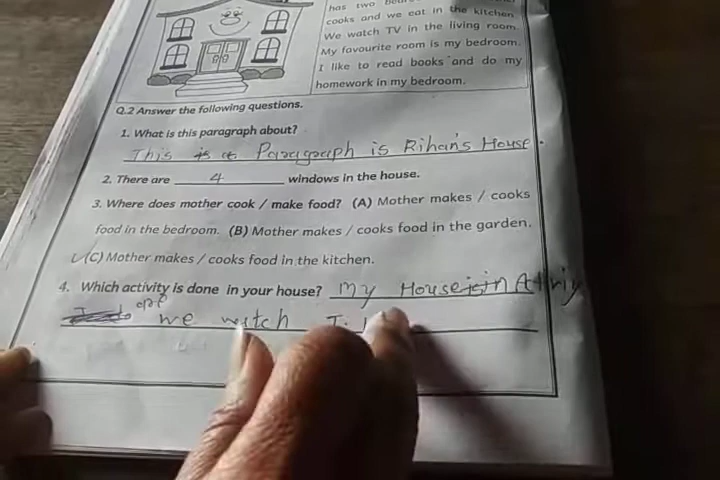 has two
cooks and we eat in the kitchen
We watch TV in the living room.
My favourite room is my bedroom.
I like to read books and do my
homework in my bedroom.
Q.2 Answer the following questions.
1. What is this paragraph about?
This is a Paragraph is Rihan's House.
2. There are 4 windows in the house.
3. Where does mother cook / make food? (A) Mother makes / cooks
food in the bedroom. (B) Mother makes / cooks food in the garden.
(C) Mother makes / cooks food in the kitchen.
4. Which activity is done in your house? My House is in
we watch